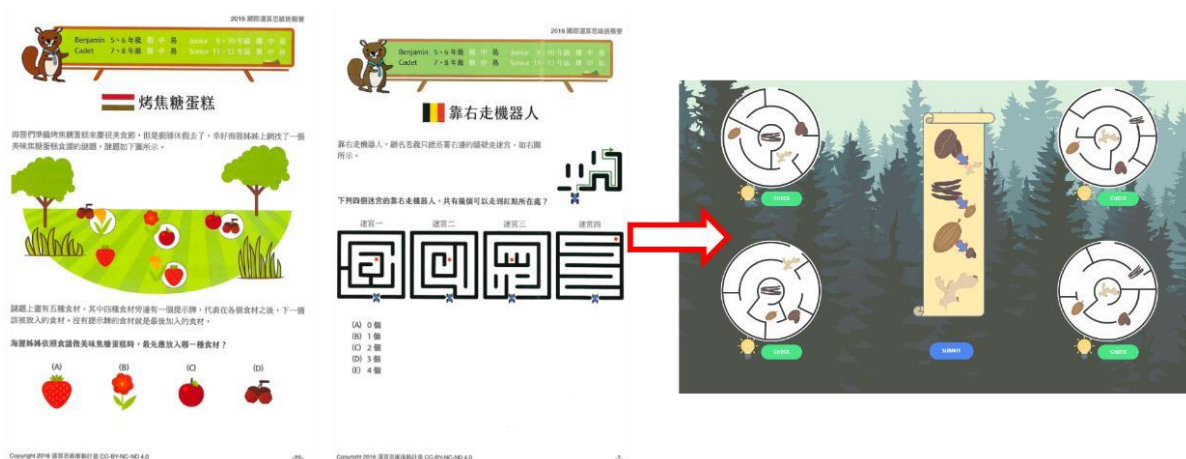 2016 國際運算思維挑戰賽
Benjamin 5、6 年級 難 中 易 Junior 9、10 年級 難 中 易
Cadet 7、8 年級 難 中 易 Senior 11、12 年級 難 中 易
烤焦糖蛋糕
海狸們準備烤焦糖蛋糕來慶祝美食節，但是廚師休假去了，幸好海狸姊姊上網找了一個
美味焦糖蛋糕食譜的謎題。謎題如下圖所示。
謎題上畫有五種食材，其中四種食材旁邊有一個提示牌，代表在各個食材之後，下一個
該被放入的食材。沒有提示牌的食材就是最後加入的食材。
海狸姊姊依照食譜做美味焦糖蛋糕時，最先應放入哪一種食材？
(A) (B) (C) (D)
Copyright 2016 運算思維推動計畫 CC-BY-NC-ND 4.0
2016 國際運算思維挑戰賽
Benjamin 5、6 年級 難 中 易 Junior 9、10 年級 難 中 易
Cadet 7、8 年級 難 中 易 Senior 11、12 年級 難 中 易
靠右走機器人
靠右走機器人，顧名思義只能沿著右邊的牆壁走迷宮，如右圖
所示。
下列四個迷宮的靠右走機器人，共有幾個可以走到紅點所在處？
迷宮一 迷宮二 迷宮三 迷宮四
(A) 0 個
(B) 1 個
(C) 2 個
(D) 3 個
(E) 4 個
Copyright 2016 運算思維推動計畫 CC-BY-NC-ND 4.0
CHECK
CHECK
CHECK
SUBMIT
CHECK